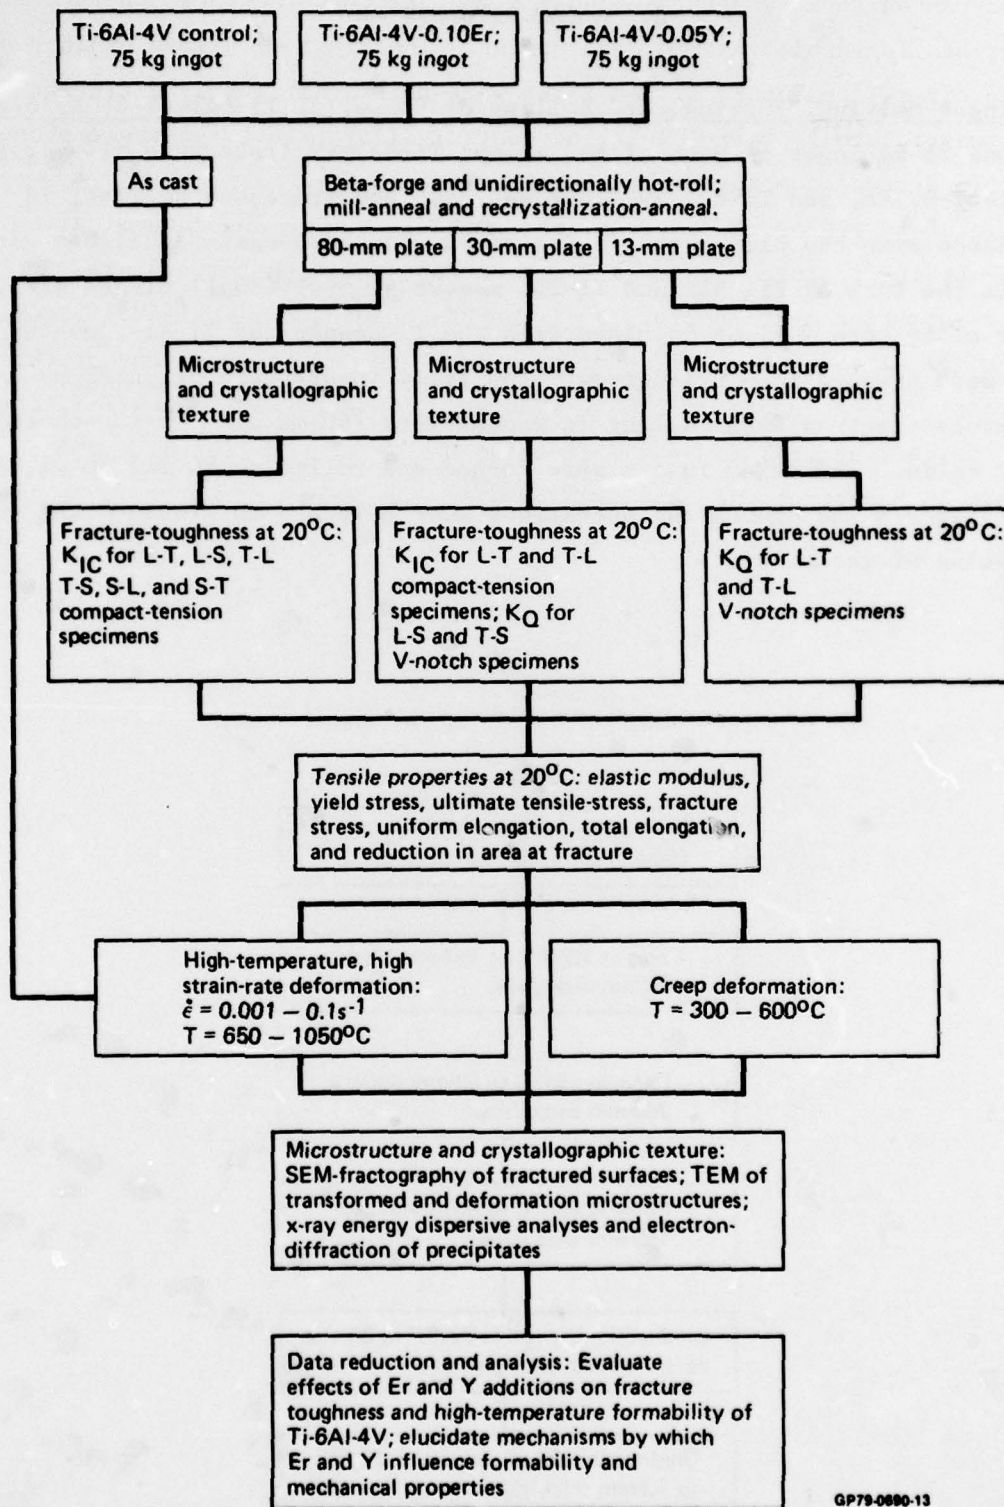 Ti-6Al-4V control;
75 kg ingot
Ti-6Al-4V-0.10Er;
75 kg ingot
Ti-6Al-4V-0.05Y;
75 kg ingot
As cast
Beta-forge and unidirectionally hot-roll;
mill-anneal and recrystallization-anneal.
80-mm plate
30-mm plate
13-mm plate
Microstructure
and crystallographic
texture
Microstructure
and crystallographic
texture
Microstructure
and crystallographic
texture
Fracture-toughness at 20°C:
K_IC for L-T, L-S, T-L
T-S, S-L, and S-T
compact-tension
specimens
Fracture-toughness at 20°C:
K_IC for L-T and T-L
compact-tension
specimens; K_Q for
L-S and T-S
V-notch specimens
Fracture-toughness at 20°C:
K_Q for L-T
and T-L
V-notch specimens
Tensile properties at 20°C: elastic modulus,
yield stress, ultimate tensile-stress, fracture
stress, uniform elongation, total elongation,
and reduction in area at fracture
High-temperature, high
strain-rate deformation:
ε̇ = 0.001 – 0.1s⁻¹
T = 650 – 1050°C
Creep deformation:
T = 300 – 600°C
Microstructure and crystallographic texture:
SEM-fractography of fractured surfaces; TEM of
transformed and deformation microstructures;
x-ray energy dispersive analyses and electron-
diffraction of precipitates
Data reduction and analysis: Evaluate
effects of Er and Y additions on fracture
toughness and high-temperature formability of
Ti-6Al-4V; elucidate mechanisms by which
Er and Y influence formability and
mechanical properties
GP79-0690-13